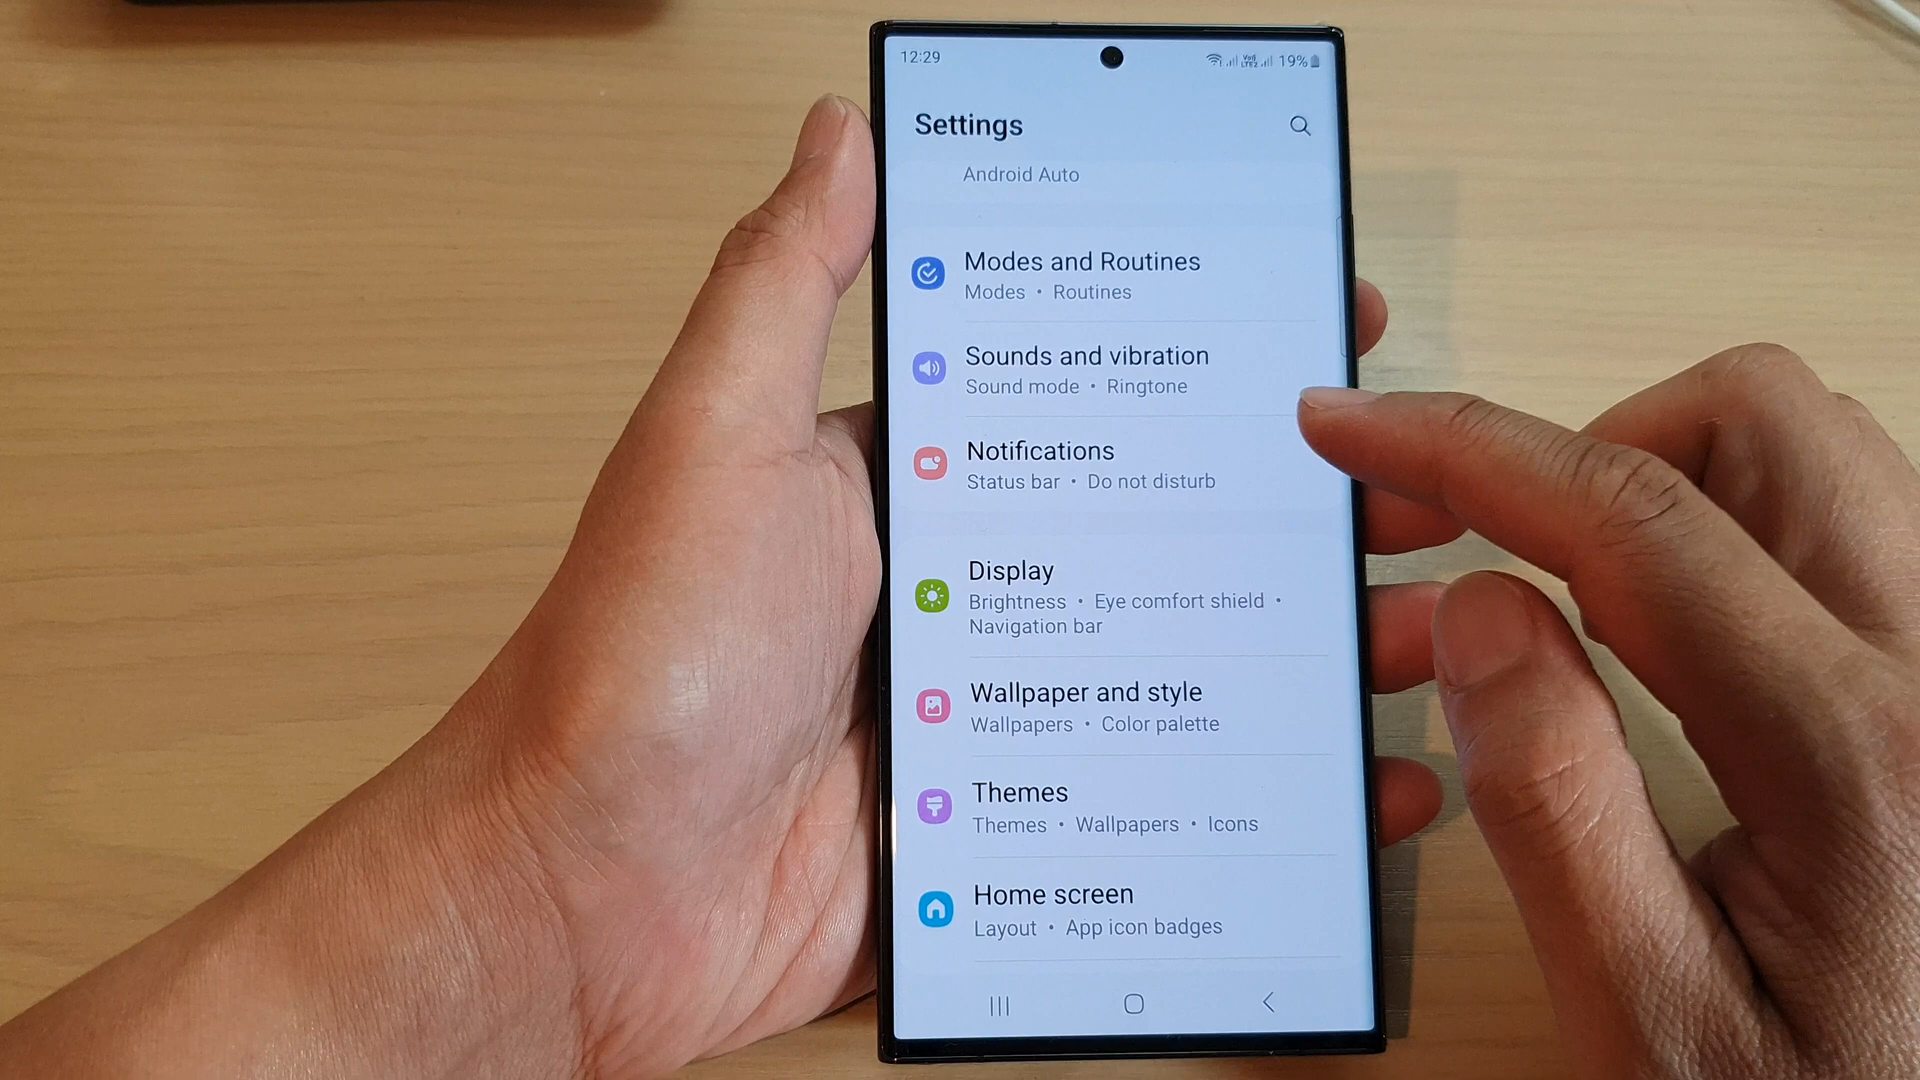 12:29
19%
Settings
Android Auto
Modes and Routines
Modes • Routines
Sounds and vibration
Sound mode • Ringtone
Notifications
Status bar • Do not disturb
Display
Brightness • Eye comfort shield •
Navigation bar
Wallpaper and style
Wallpapers • Color palette
Themes
Themes • Wallpapers • Icons
Home screen
Layout • App icon badges